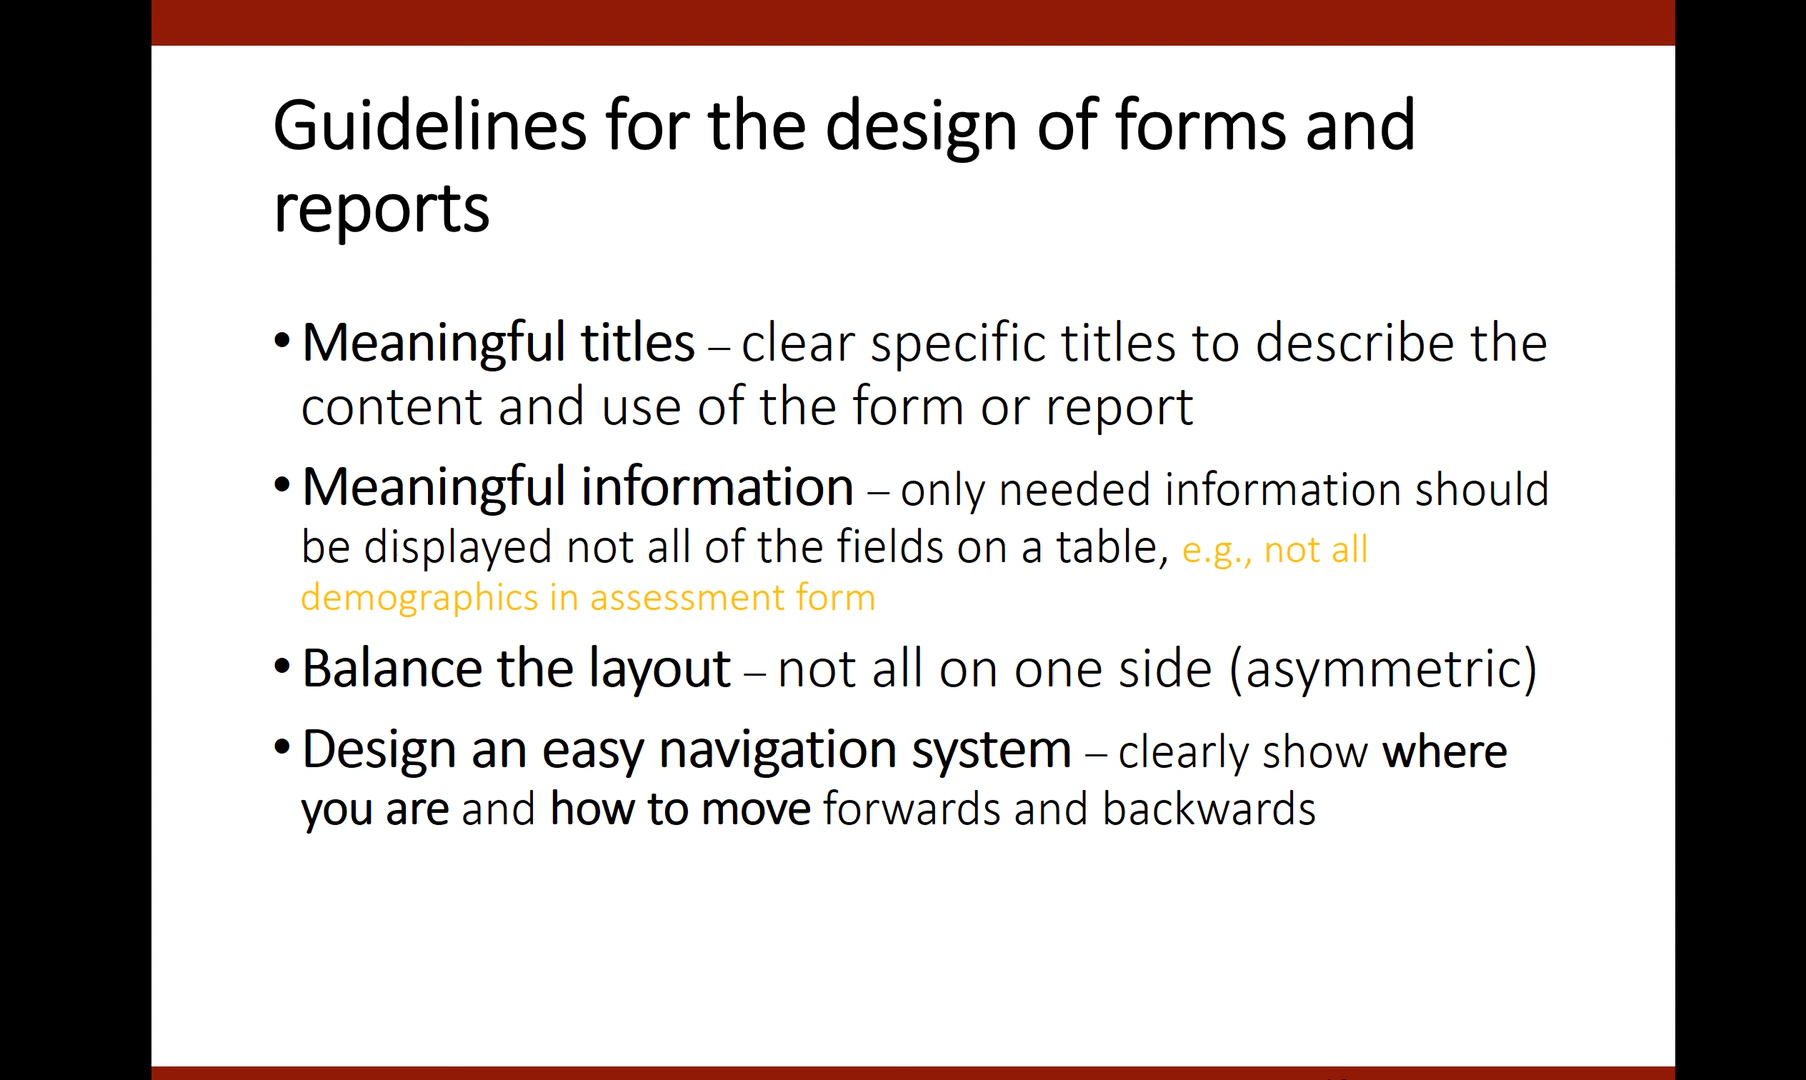 Guidelines for the design of forms and
reports
• Meaningful titles – clear specific titles to describe the
content and use of the form or report
• Meaningful information – only needed information should
be displayed not all of the fields on a table, e.g., not all
demographics in assessment form
• Balance the layout – not all on one side (asymmetric)
• Design an easy navigation system – clearly show where
you are and how to move forwards and backwards